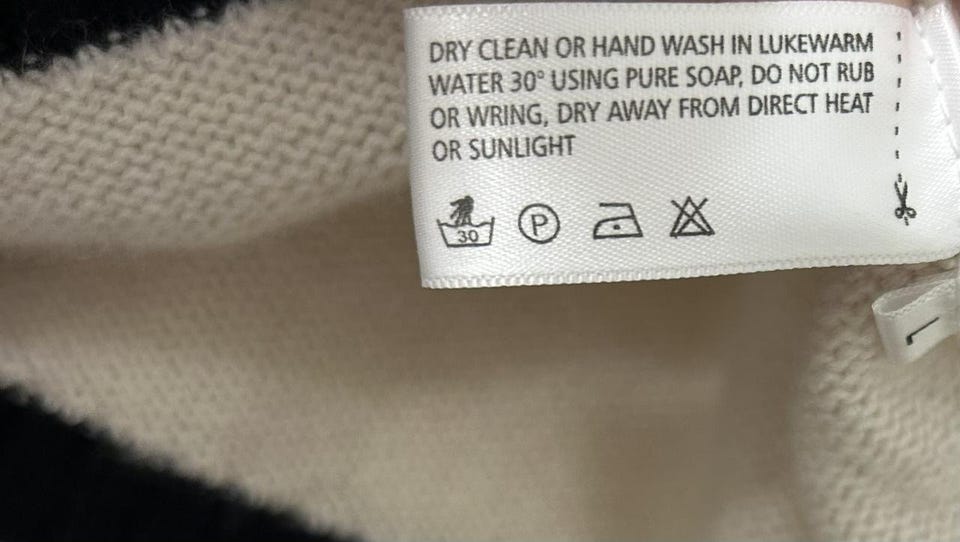 DRY CLEAN OR HAND WASH IN LUKEWARM
WATER 30° USING PURE SOAP, DO NOT RUB
OR WRING, DRY AWAY FROM DIRECT HEAT
OR SUNLIGHT
30 P
L